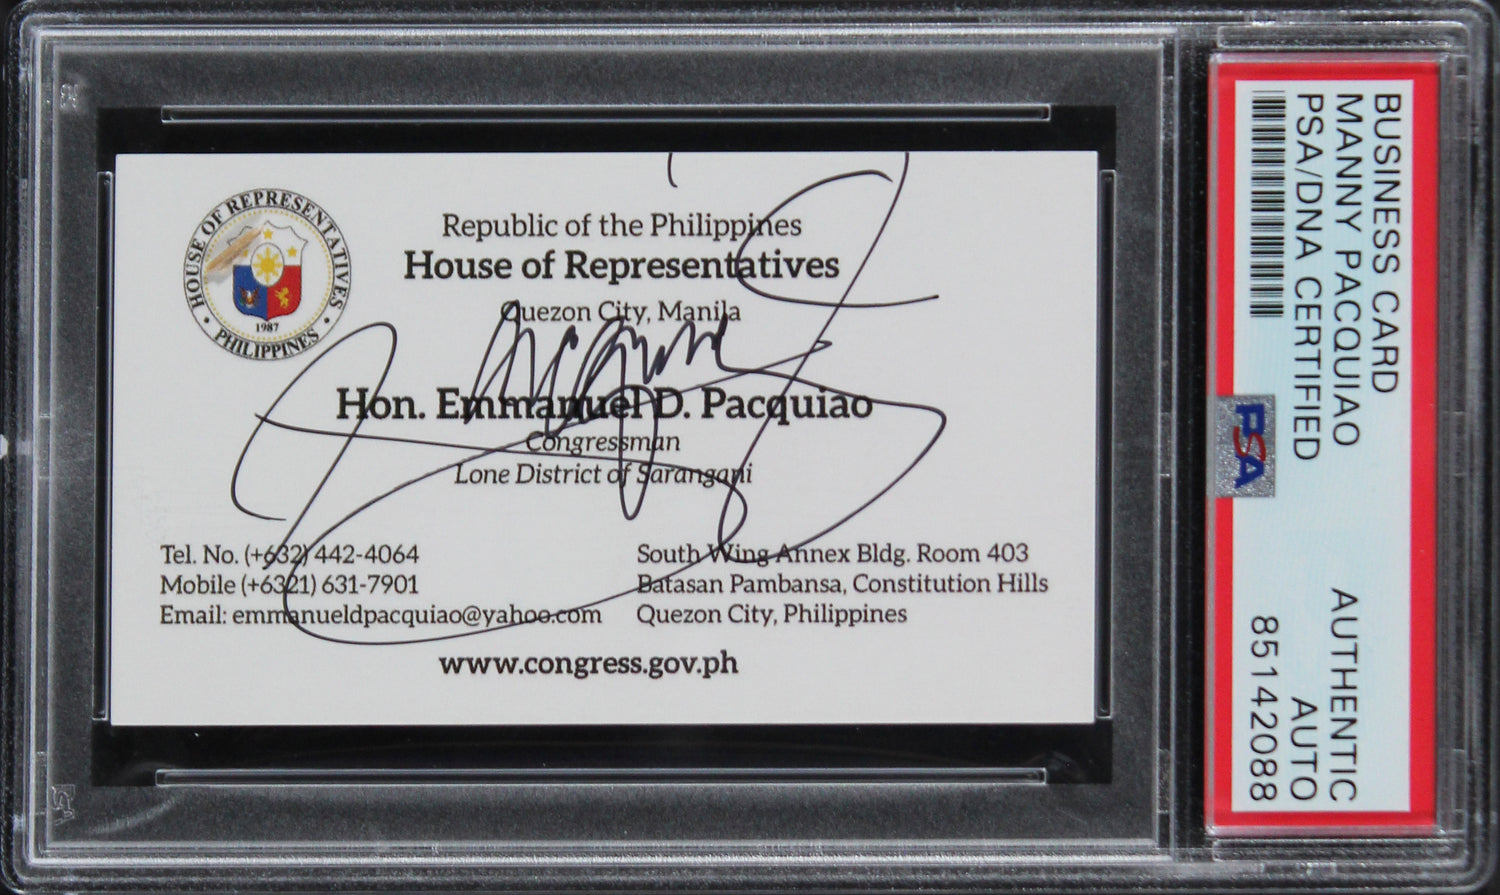 HOUSE OF REPRESENTATIVES
1987
PHILIPPINES
Republic of the Philippines
House of Representatives
Quezon City, Manila
Hon. Emmanuel D. Pacquiao
Congressman
Lone District of Sarangani
Tel. No. (+632) 442-4064
Mobile (+6321) 631-7901
Email: emmanueldpacquiao@yahoo.com
South Wing Annex Bldg. Room 403
Batasan Pambansa, Constitution Hills
Quezon City, Philippines
www.congress.gov.ph
BUSINESS CARD
MANNY PACQUIAO
PSA/DNA CERTIFIED
PSA
AUTHENTIC
AUTO
85142088